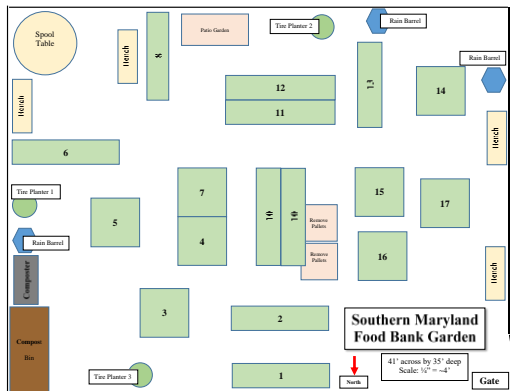 Spool
Table
Bench
8
Patio Garden
Tire Planter 2
Rain Barrel
Rain Barrel
13
14
12
11
Bench
Bench
6
7
10
10
15
17
Tire Planter 1
5
4
Remove
Pallets
Remove
Pallets
16
Rain Barrel
Composter
Bench
3
2
Compost
Bin
Southern Maryland
Food Bank Garden
41' across by 35' deep
Scale: ¼" = ~4'
Tire Planter 3
1
North
Gate